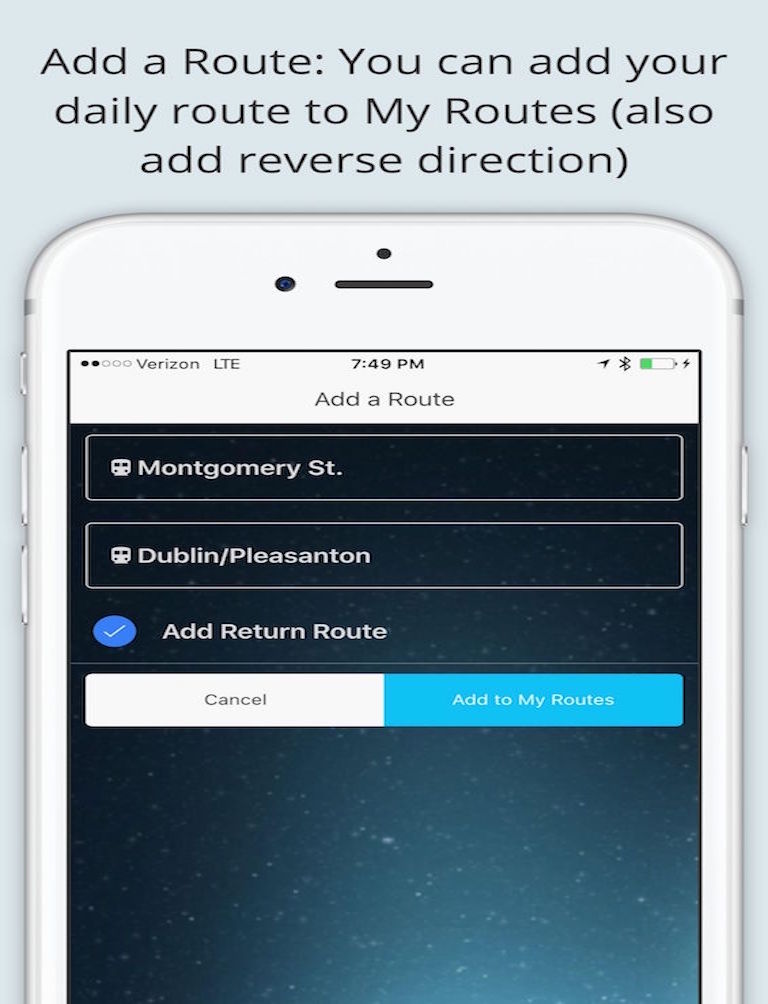 Add a Route: You can add your
daily route to My Routes (also
add reverse direction)
Verizon LTE 7:49 PM
Add a Route
Montgomery St.
Dublin/Pleasanton
Add Return Route
Cancel Add to My Routes